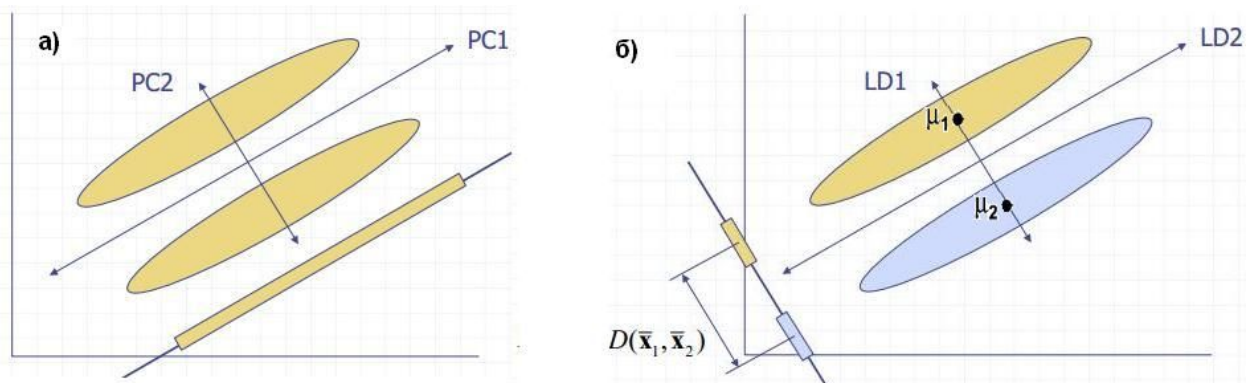 а)
PC1
PC2
б)
LD2
LD1
μ₁
μ₂
D(x̄₁, x̄₂)